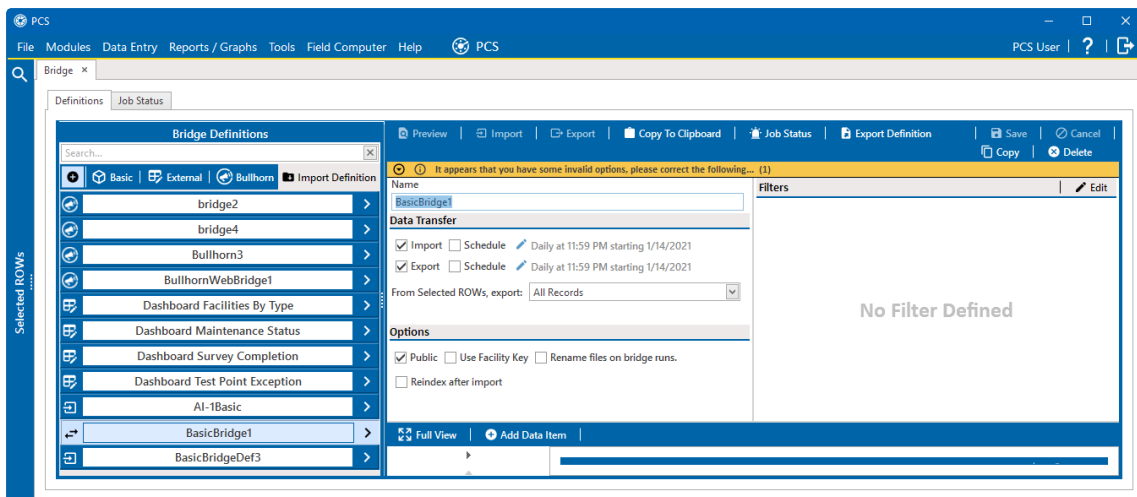 PCS
File Modules Data Entry Reports / Graphs Tools Field Computer Help PCS PCS User ?
Bridge ×
Definitions Job Status
Bridge Definitions
Search...
Basic External Bullhorn Import Definition
bridge2
bridge4
Bullhorn3
BullhornWebBridge1
Dashboard Facilities By Type
Dashboard Maintenance Status
Dashboard Survey Completion
Dashboard Test Point Exception
AI-1Basic
BasicBridge1
BasicBridgeDef3
Selected ROWs
Preview Import Export Copy To Clipboard Job Status Export Definition Save Cancel
Copy Delete
It appears that you have some invalid options, please correct the following... (1)
Name
BasicBridge1
Data Transfer
Import Schedule Daily at 11:59 PM starting 1/14/2021
Export Schedule Daily at 11:59 PM starting 1/14/2021
From Selected ROWs, export: All Records
Options
Public Use Facility Key Rename files on bridge runs.
Reindex after import
Filters Edit
No Filter Defined
Full View Add Data Item